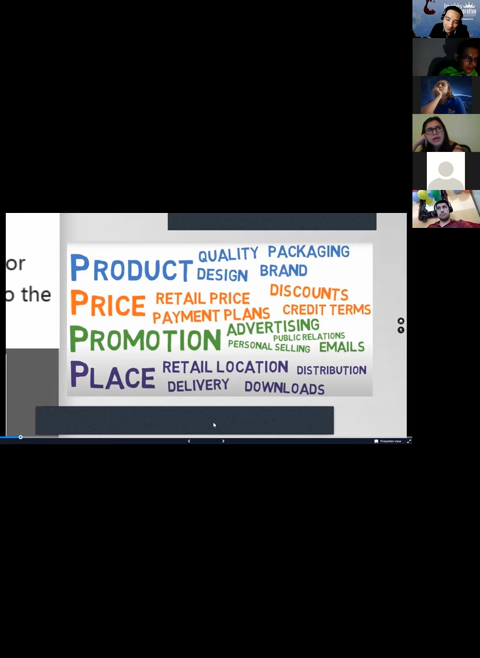 or
o the
PRODUCT QUALITY PACKAGING
DESIGN BRAND
PRICE RETAIL PRICE DISCOUNTS
PAYMENT PLANS CREDIT TERMS
PROMOTION ADVERTISING
PUBLIC RELATIONS
PERSONAL SELLING EMAILS
PLACE RETAIL LOCATION DISTRIBUTION
DELIVERY DOWNLOADS